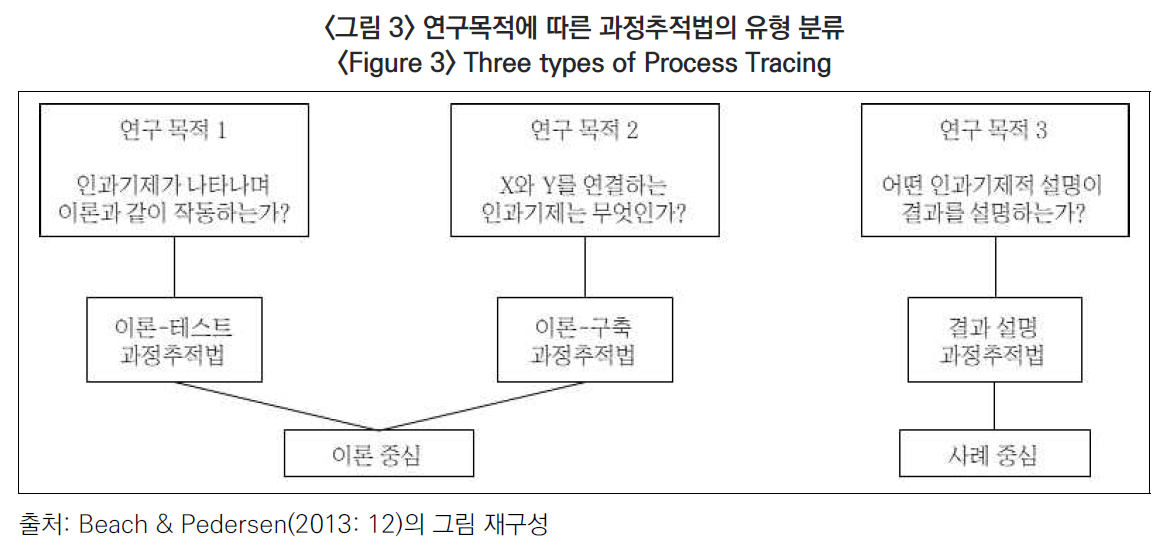 <그림 3> 연구목적에 따른 과정추적법의 유형 분류
<Figure 3> Three types of Process Tracing
연구 목적 1
인과기제가 나타나며
이론과 같이 작동하는가?
연구 목적 2
X와 Y를 연결하는
인과기제는 무엇인가?
연구 목적 3
어떤 인과기제적 설명이
결과를 설명하는가?
이론-테스트
과정추적법
이론-구축
과정추적법
결과 설명
과정추적법
이론 중심
사례 중심
출처: Beach & Pedersen(2013: 12)의 그림 재구성